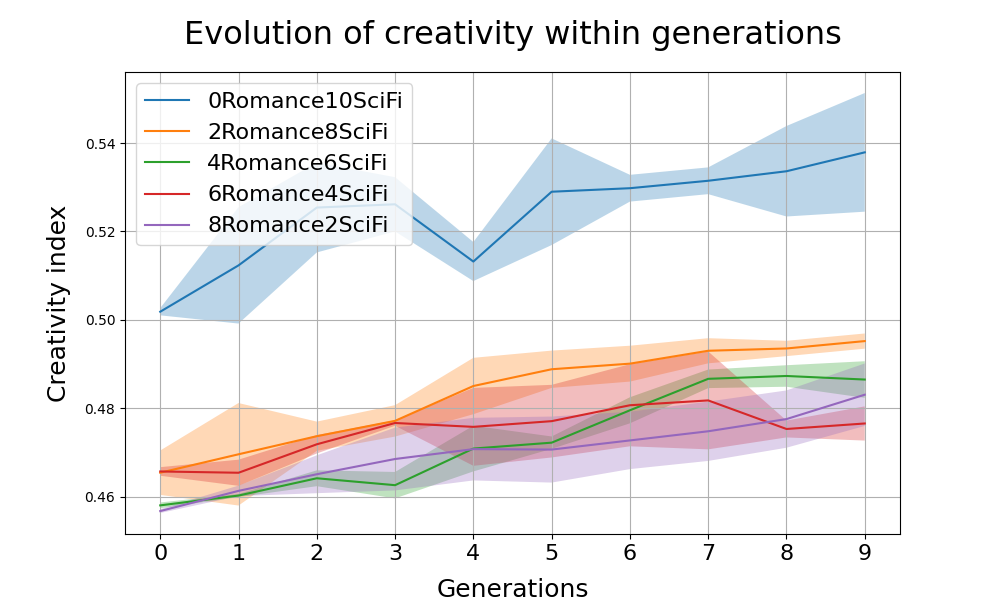 Evolution of creativity within generations
0Romance10SciFi
2Romance8SciFi
4Romance6SciFi
6Romance4SciFi
8Romance2SciFi
Creativity index
0.54
0.52
0.50
0.48
0.46
0 1 2 3 4 5 6 7 8 9
Generations